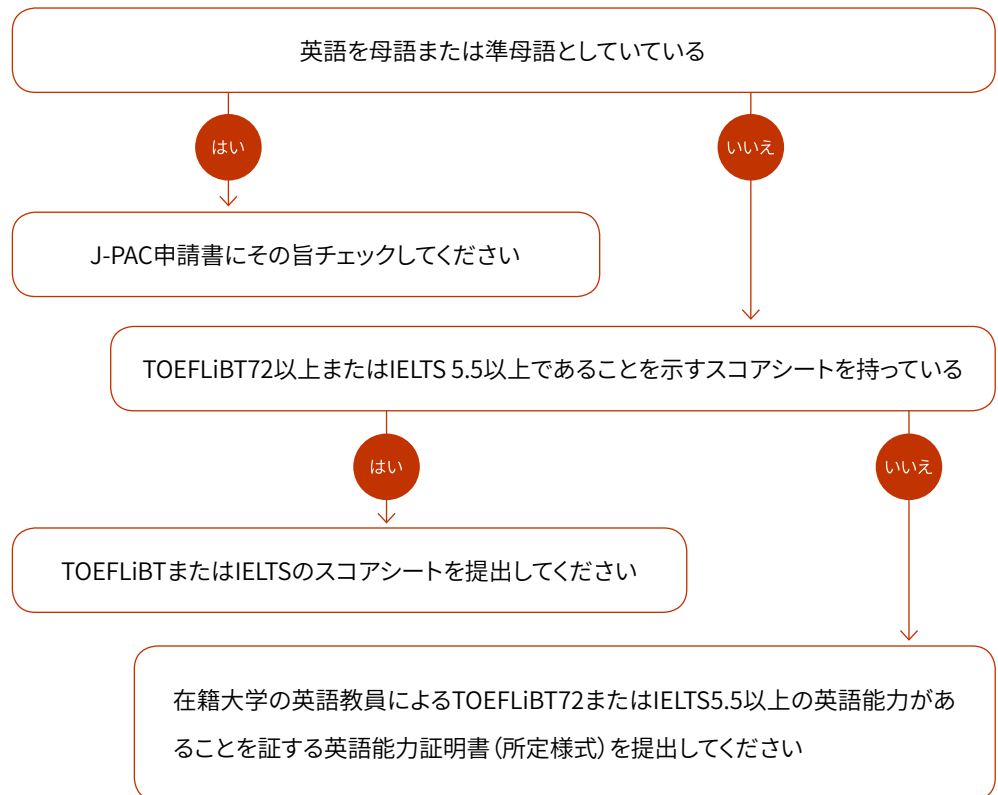 英語を母語または準母語としていている
はい
いいえ
J-PAC申請書にその旨チェックしてください
TOEFLiBT72以上またはIELTS 5.5以上であることを示すスコアシートを持っている
はい
いいえ
TOEFLiBTまたはIELTSのスコアシートを提出してください
在籍大学の英語教員によるTOEFLiBT72またはIELTS5.5以上の英語能力があ
ることを証する英語能力証明書（所定様式）を提出してください